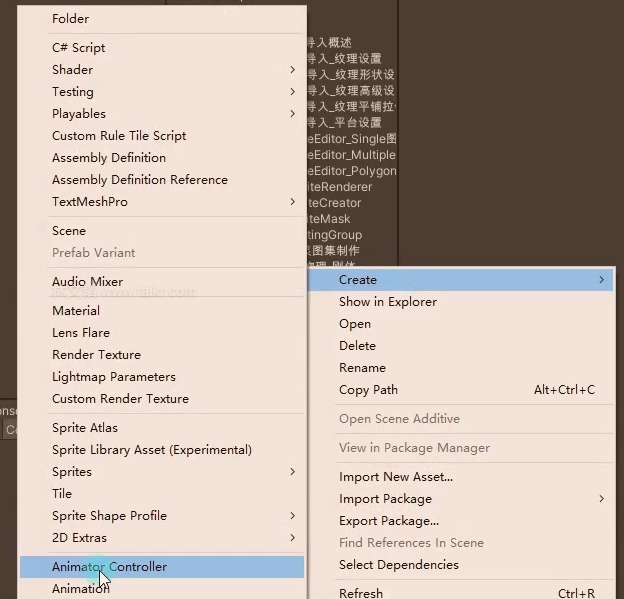 Folder
C# Script
Shader
Testing
Playables
Custom Rule Tile Script
Assembly Definition
Assembly Definition Reference
TextMeshPro
Scene
Prefab Variant
Audio Mixer
Material
Lens Flare
Render Texture
Lightmap Parameters
Custom Render Texture
Sprite Atlas
Sprite Library Asset (Experimental)
Sprites
Tile
Sprite Shape Profile
2D Extras
Animator Controller
Animation
导入概述
导入_纹理设置
导入_纹理形状设
导入_纹理高级设
导入_纹理平铺拉
导入_平台设置
eEditor_Single图
eEditor_Multiple
eEditor_Polygon
iteRenderer
teCreator
iteMask
tingGroup
图集制作
Create
Show in Explorer
Open
Delete
Rename
Copy Path Alt+Ctrl+C
Open Scene Additive
View in Package Manager
Import New Asset...
Import Package
Export Package...
Find References In Scene
Select Dependencies
Refresh Ctrl+R